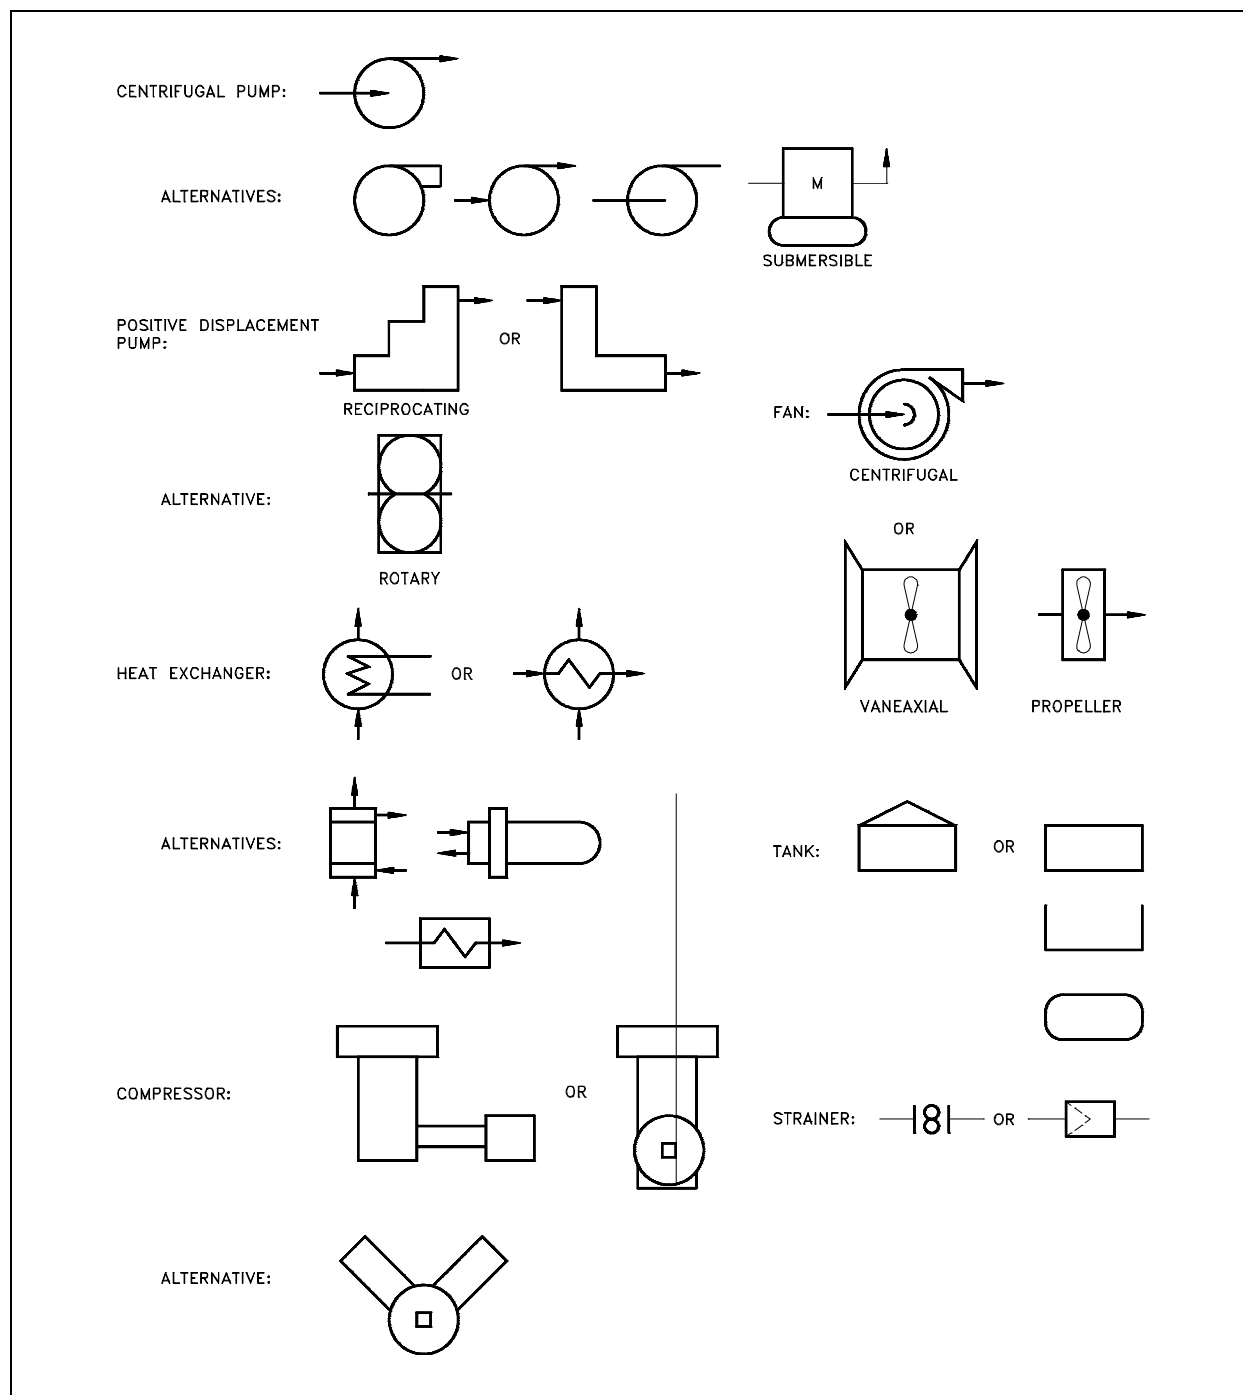 CENTRIFUGAL PUMP:
ALTERNATIVES:
M
SUBMERSIBLE
POSITIVE DISPLACEMENT
PUMP:
OR
RECIPROCATING
FAN:
CENTRIFUGAL
ALTERNATIVE:
OR
ROTARY
HEAT EXCHANGER:
OR
VANEAXIAL
PROPELLER
ALTERNATIVES:
TANK:
OR
COMPRESSOR:
OR
STRAINER:
OR
ALTERNATIVE: